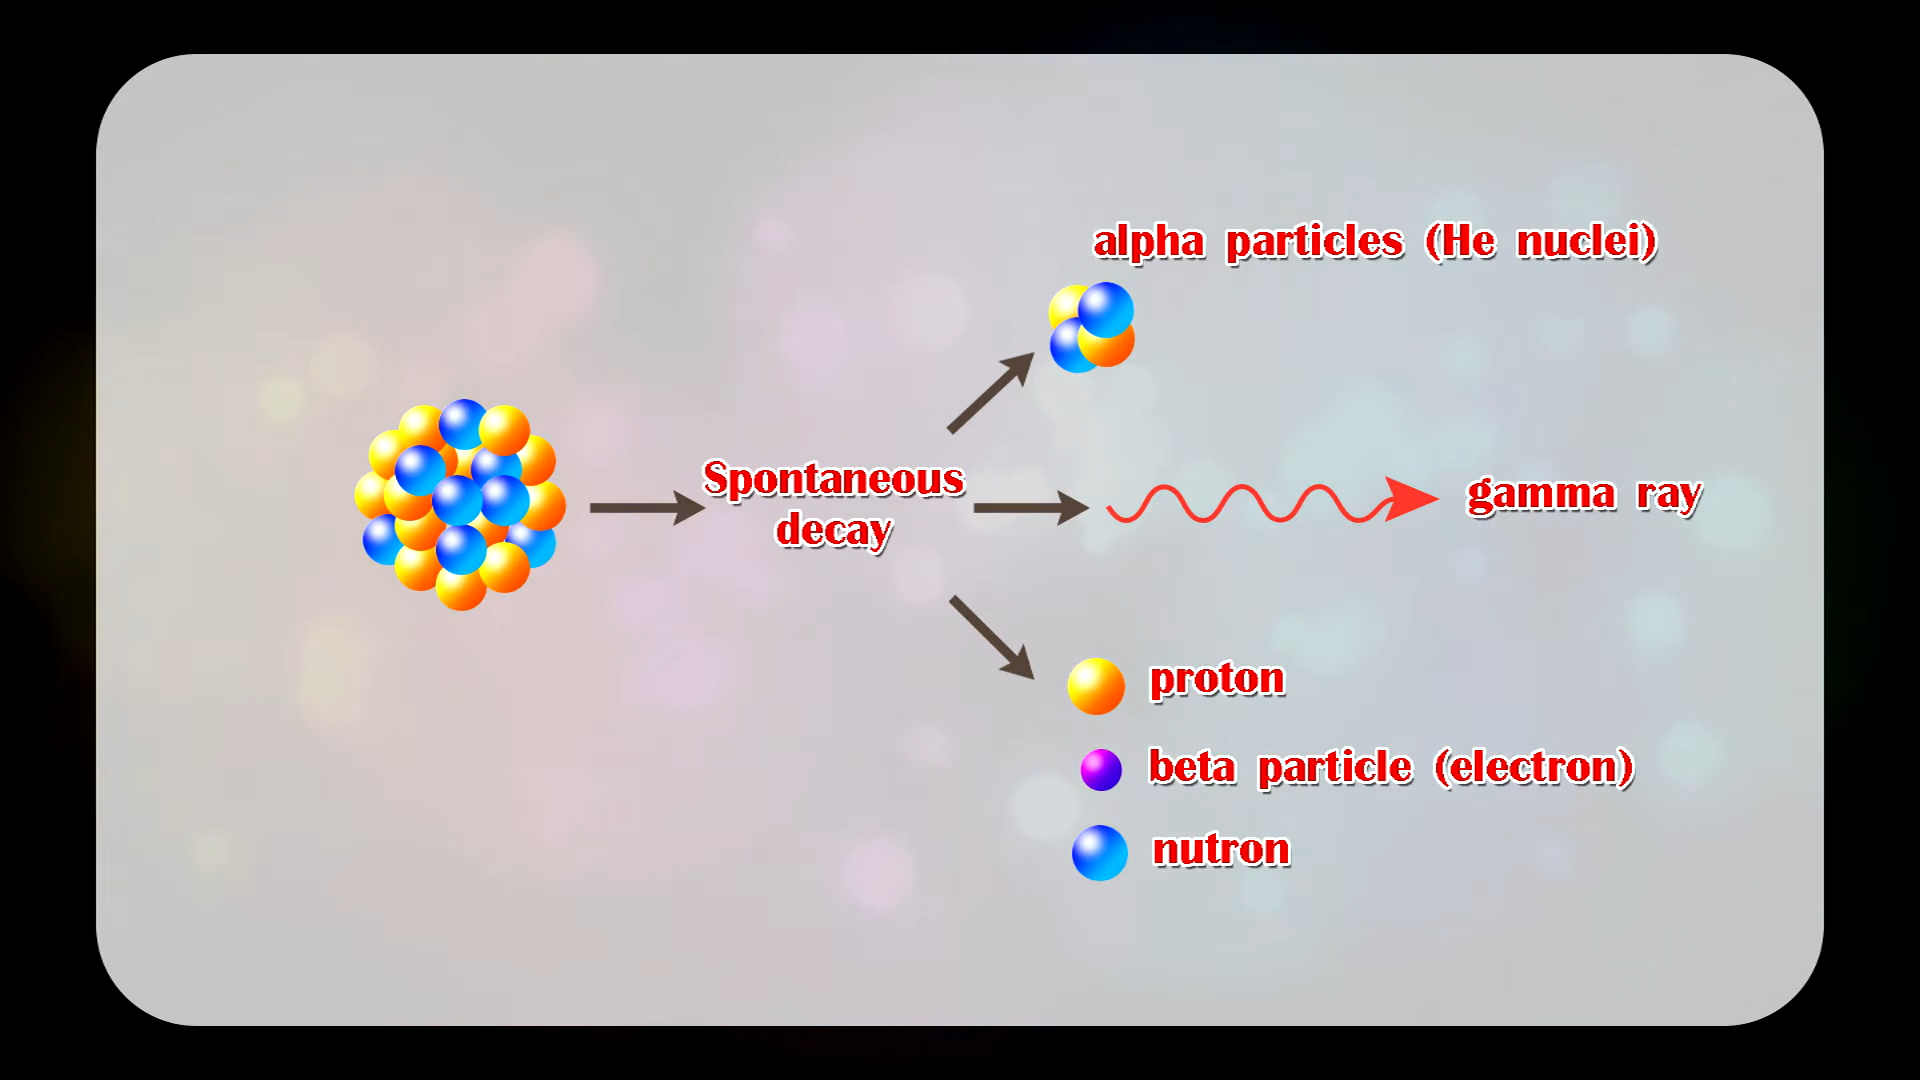 alpha particles (He nuclei)
Spontaneous
decay
gamma ray
proton
beta particle (electron)
nutron